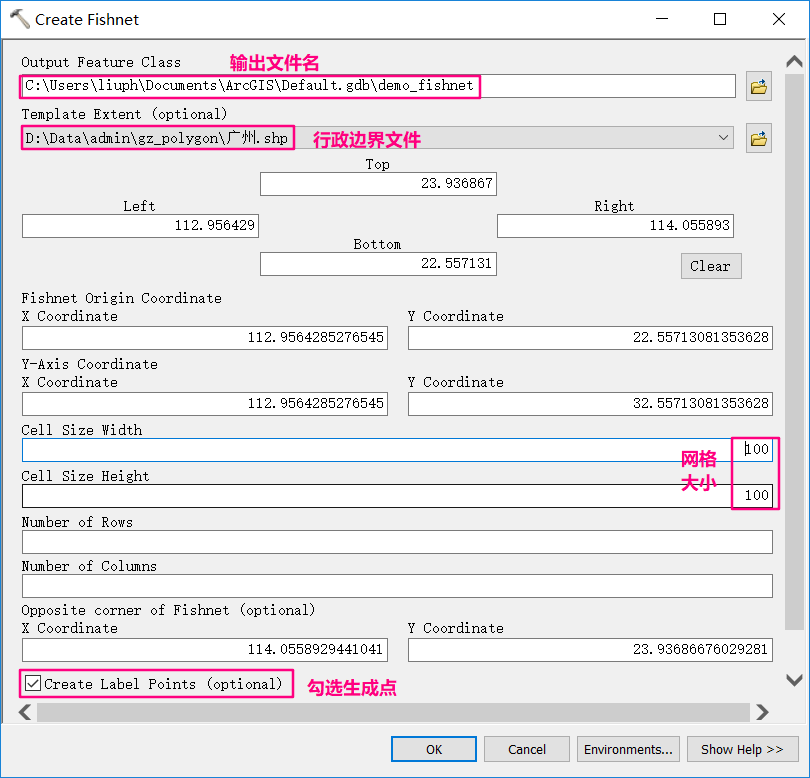 Create Fishnet
Output Feature Class
输出文件名
C:\Users\liuph\Documents\ArcGIS\Default.gdb\demo_fishnet
Template Extent (optional)
D:\Data\admin\gz_polygon\广州.shp
行政边界文件
Top
23.936867
Left
Right
112.956429
114.055893
Bottom
22.557131
Clear
Fishnet Origin Coordinate
X Coordinate
Y Coordinate
112.9564285276545
22.55713081353628
Y-Axis Coordinate
X Coordinate
Y Coordinate
112.9564285276545
32.55713081353628
Cell Size Width
100
网格
大小
Cell Size Height
100
Number of Rows
Number of Columns
Opposite corner of Fishnet (optional)
X Coordinate
Y Coordinate
114.0558929441041
23.93686676029281
Create Label Points (optional)
勾选生成点
OK
Cancel
Environments...
Show Help >>